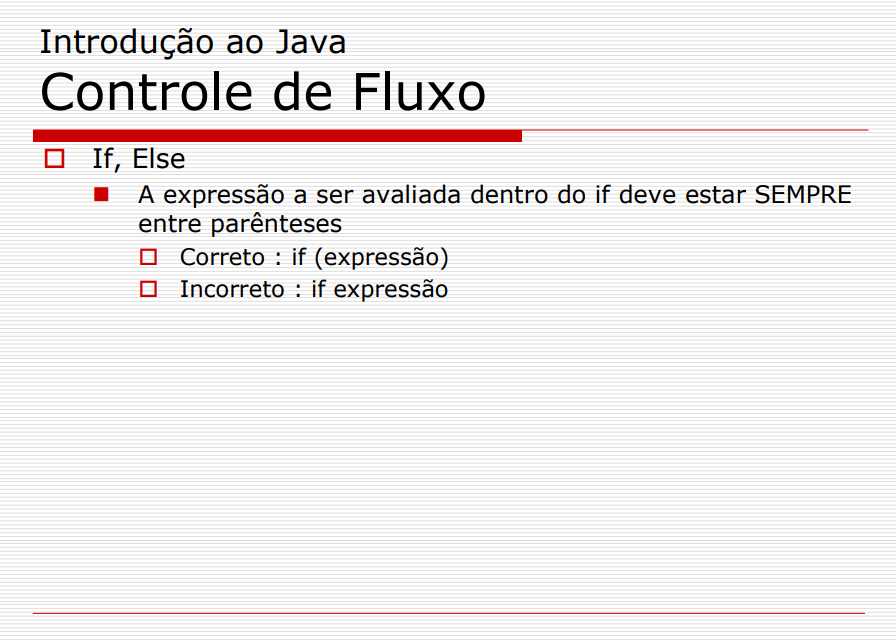 Introdução ao Java
Controle de Fluxo
If, Else
A expressão a ser avaliada dentro do if deve estar SEMPRE
entre parênteses
Correto : if (expressão)
Incorreto : if expressão